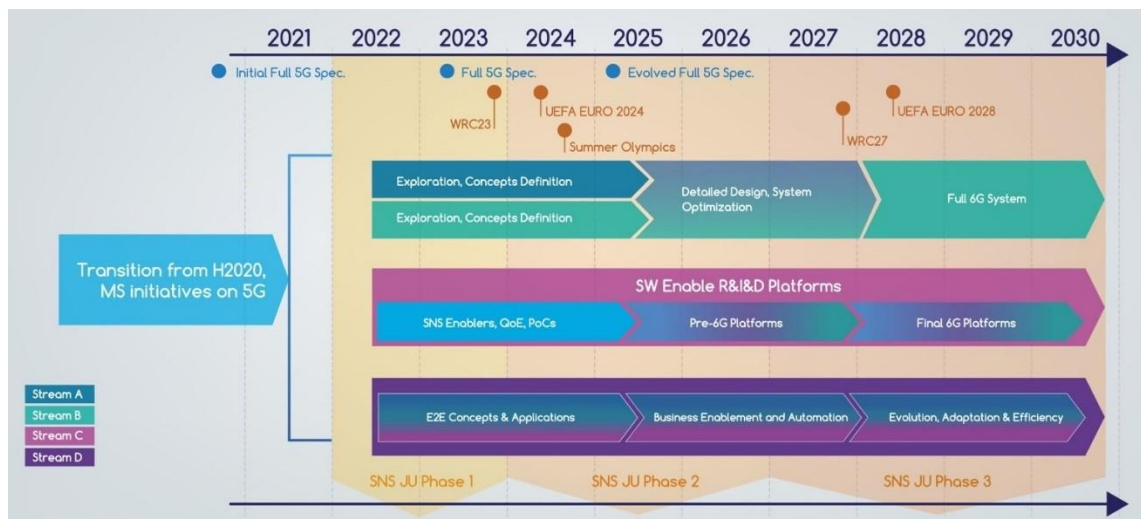 2021 2022 2023 2024 2025 2026 2027 2028 2029 2030
Initial Full 5G Spec.
Full 5G Spec.
Evolved Full 5G Spec.
WRC23
UEFA EURO 2024
Summer Olympics
WRC27
UEFA EURO 2028
Exploration, Concepts Definition
Exploration, Concepts Definition
Detailed Design, System
Optimization
Full 6G System
Transition from H2020,
MS initiatives on 5G
SW Enable R&I&D Platforms
SNS Enablers, QoE, PoCs
Pre-6G Platforms
Final 6G Platforms
E2E Concepts & Applications
Business Enablement and Automation
Evolution, Adaptation & Efficiency
Stream A
Stream B
Stream C
Stream D
SNS JU Phase 1
SNS JU Phase 2
SNS JU Phase 3